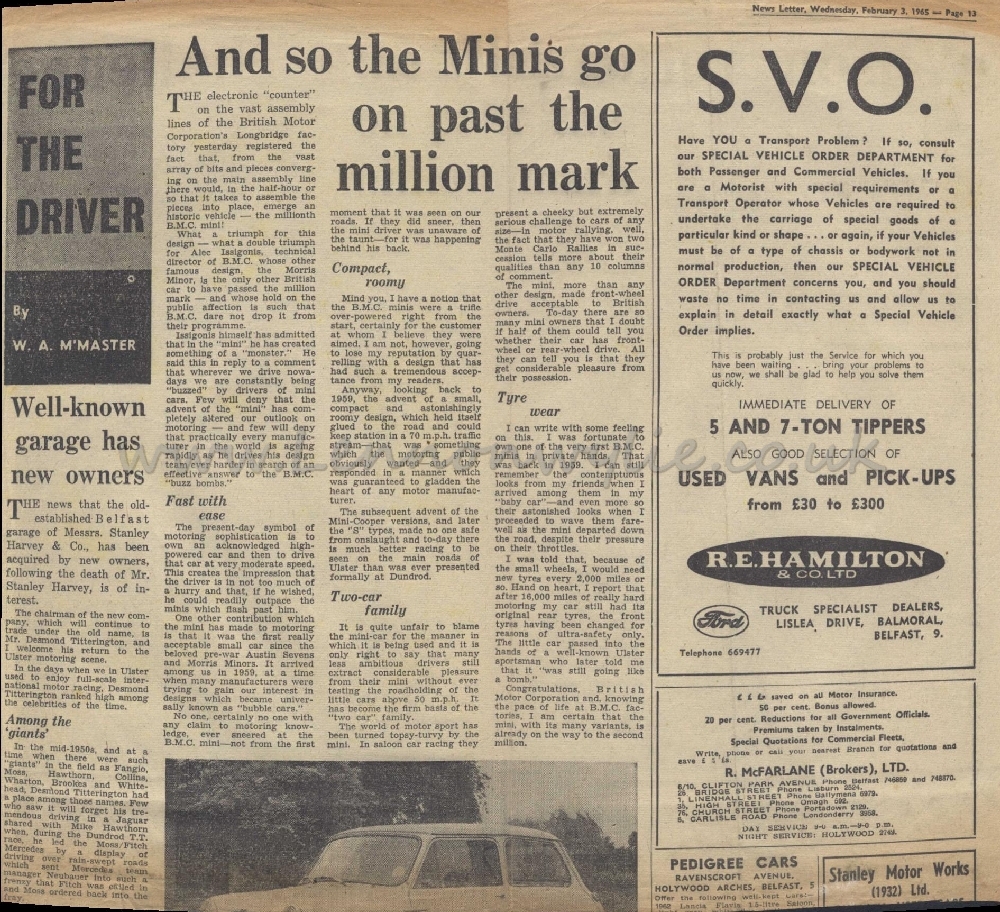 News Letter, Wednesday, February 3, 1965 — Page 13
FOR
THE
DRIVER
By
W. A. M'MASTER
Well-known
garage has
new owners
THE news that the old-
established Belfast
garage of Messrs. Stanley
Harvey & Co., has been
acquired by new owners,
following the death of Mr.
Stanley Harvey, is of in-
terest.
The chairman of the new com-
pany, which will continue to
trade under the old name, is
Mr. Desmond Titterington, and
I welcome his return to the
Ulster motoring scene.
In the days when we in Ulster
used to enjoy full-scale inter-
national motor racing, Desmond
Titterington ranked high among
the celebrities of the time.
Among the
'giants'
In the mid-1950s, and at a
time when there were such
"giants" in the field as Fangio,
Moss, Hawthorn, Collins,
Wharton, Brookes and White-
head, Desmond Titterington had
a place among those names. Few
who saw it will forget his tre-
mendous driving in a Jaguar
shared with Mike Hawthorn
when, during the Dundrod T.T.
race, he led the Moss/Fitch
Mercedes by a display of
driving over rain-swept roads
which sent Mercedes team
manager Neubauer into such a
frenzy that Fitch was called in
and Moss ordered back into the
fray.
And so the Minis go
on past the
million mark
THE electronic "counter"
on the vast assembly
lines of the British Motor
Corporation's Longbridge fac-
tory yesterday registered the
fact that, from the vast
array of bits and pieces converg-
ing on the main assembly line
there would, in the half-hour or
so that it takes to assemble the
pieces into place, emerge an
historic vehicle — the millionth
B.M.C. mini!
What a triumph for this
design — what a double triumph
for Alec Issigonis, technical
director of B.M.C. whose other
famous design, the Morris
Minor, is the only other British
car to have passed the million
mark — and whose hold on the
public affection is such that
B.M.C. dare not drop it from
their programme.
Issigonis himself has admitted
that in the "mini" he has created
something of a "monster." He
said this in reply to a comment
that wherever we drive nowa-
days we are constantly being
"buzzed" by drivers of mini
cars. Few will deny that the
advent of the "mini" has com-
pletely altered our outlook on
motoring — and few will deny
that practically every manufac-
turer in the world is ageing
rapidly as he drives his design
team very hard in search of an
effective answer to the B.M.C.
"buzz bombs."
Fast with
ease
The present-day symbol of
motoring sophistication is to
own an acknowledged high-
powered car and then to drive
that car at very moderate speed.
This creates the impression that
the driver is in not too much of
a hurry and that, if he wished,
he could readily outpace the
minis which flash past him.
One other contribution which
the mini has made to motoring
is that it was the first really
acceptable small car since the
beloved pre-war Austin Sevens
and Morris Minors. It arrived
among us in 1959, at a time
when many manufacturers were
trying to gain our interest in
designs which became univer-
sally known as "bubble cars."
No one, certainly no one with
any claim to motoring know-
ledge, ever sneered at the
B.M.C. mini—not from the first
moment that it was seen on our
roads. If they did sneer, then
the mini driver was unaware of
the taunt—for it was happening
behind his back.
Compact,
roomy
Mind you, I have a notion that
the B.M.C. minis were a trifle
over-powered right from the
start, certainly for the customer
at whom I believe they were
aimed. I am not, however, going
to lose my reputation by quar-
relling with a design that has
had such a tremendous accep-
tance from my readers.
Anyway, looking back to
1959, the advent of a small,
compact and astonishingly
roomy design, which held itself
glued to the road and could
keep station in a 70 m.p.h. traffic
stream—that was something
which the motoring public
obviously wanted—and they
responded in a manner which
was guaranteed to gladden the
heart of any motor manufac-
turer.
The subsequent advent of the
Mini-Cooper versions, and later
the "S" types, made no one safe
from onslaught and to-day there
is much better racing to be
seen on the main roads of
Ulster than was ever presented
formally at Dundrod.
Two-car
family
It is quite unfair to blame
the mini-car for the manner in
which it is being used and it is
only right to say that many
less ambitious drivers still
extract considerable pleasure
from their mini without ever
testing the roadholding of the
little cars above 50 m.p.h. It
has become the firm basis of the
"two car" family.
The world of motor sport has
been turned topsy-turvy by the
mini. In saloon car racing they
present a cheeky but extremely
serious challenge to cars of any
size—in motor rallying, well,
the fact that they have won two
Monte Carlo Rallies in suc-
cession tells more about their
qualities than any 10 columns
of comment.
The mini, more than any
other design, made front-wheel
drive acceptable to British
owners. To-day there are so
many mini owners that I doubt
if half of them could tell you
whether their car has front-
wheel or rear-wheel drive. All
they can tell you is that they
get considerable pleasure from
their possession.
Tyre
wear
I can write with some feeling
on this. I was fortunate to
own one of the very first B.M.C.
minis in private hands. That
was back in 1959. I can still
remember the contemptuous
looks from my friends when I
arrived among them in my
"baby car"—and even more so
their astonished looks when I
proceeded to wave them fare-
well as the mini departed down
the road, despite their pressure
on their throttles.
I was told that, because of
the small wheels, I would need
new tyres every 2,000 miles or
so. Hand on heart, I report that
after 16,000 miles of really hard
motoring my car still had its
original rear tyres, the front
tyres having been changed for
reasons of ultra-safety only.
The little car passed into the
hands of a well-known Ulster
sportsman who later told me
that it "was still going like
a bomb."
Congratulations, British
Motor Corporation and, knowing
the pace of life at B.M.C. fac-
tories, I am certain that the
mini, with its many variants, is
already on the way to the second
million.
S.V.O.
Have YOU a Transport Problem? If so, consult
our SPECIAL VEHICLE ORDER DEPARTMENT for
both Passenger and Commercial Vehicles. If you
are a Motorist with special requirements or a
Transport Operator whose Vehicles are required to
undertake the carriage of special goods of a
particular kind or shape . . . or again, if your Vehicles
must be of a type of chassis or bodywork not in
normal production, then our SPECIAL VEHICLE
ORDER Department concerns you, and you should
waste no time in contacting us and allow us to
explain in detail exactly what a Special Vehicle
Order implies.
This is probably just the Service for which you
have been waiting . . . bring your problems to
us now, we shall be glad to help you solve them
quickly.
IMMEDIATE DELIVERY OF
5 AND 7-TON TIPPERS
ALSO GOOD SELECTION OF
USED VANS and PICK-UPS
from £30 to £300
R.E.HAMILTON
& CO. LTD
Ford
TRUCK SPECIALIST DEALERS,
LISLEA DRIVE, BALMORAL,
BELFAST, 9.
Telephone 669477
£ £ £s saved on all Motor Insurance.
50 per cent. Bonus allowed.
20 per cent. Reductions for all Government Officials.
Premiums taken by Instalments.
Special Quotations for Commercial Fleets.
Write, phone or call your nearest Branch for quotations and
save £ £ £s.
R. McFARLANE (Brokers), LTD.
8/10, CLIFTON PARK AVENUE Phone Belfast 746859 and 748870.
26 BRIDGE STREET Phone Lisburn 2524.
1, LINENHALL STREET Phone Ballymena 6979.
35, HIGH STREET Phone Omagh 592.
76, CHURCH STREET Phone Portadown 2129.
5, CARLISLE ROAD Phone Londonderry 3958.
DAY SERVICE 9-0 a.m.—9-0 p.m.
NIGHT SERVICE: HOLYWOOD 2743.
PEDIGREE CARS
RAVENSCROFT AVENUE,
HOLYWOOD ARCHES, BELFAST, 5
Offer the following well-kept cars:—
1962 Lancia Flavia 1.5-litre Saloon,
Stanley Motor Works
(1932) Ltd.